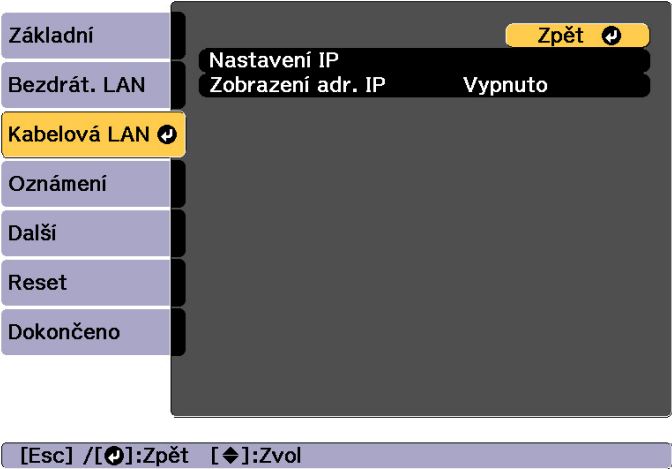 Základní
Bezdrát. LAN
Kabelová LAN
Oznámení
Další
Reset
Dokončeno
Zpět
Nastavení IP
Zobrazení adr. IP Vypnuto
[Esc] /[⏎]:Zpět [◆]:Zvol